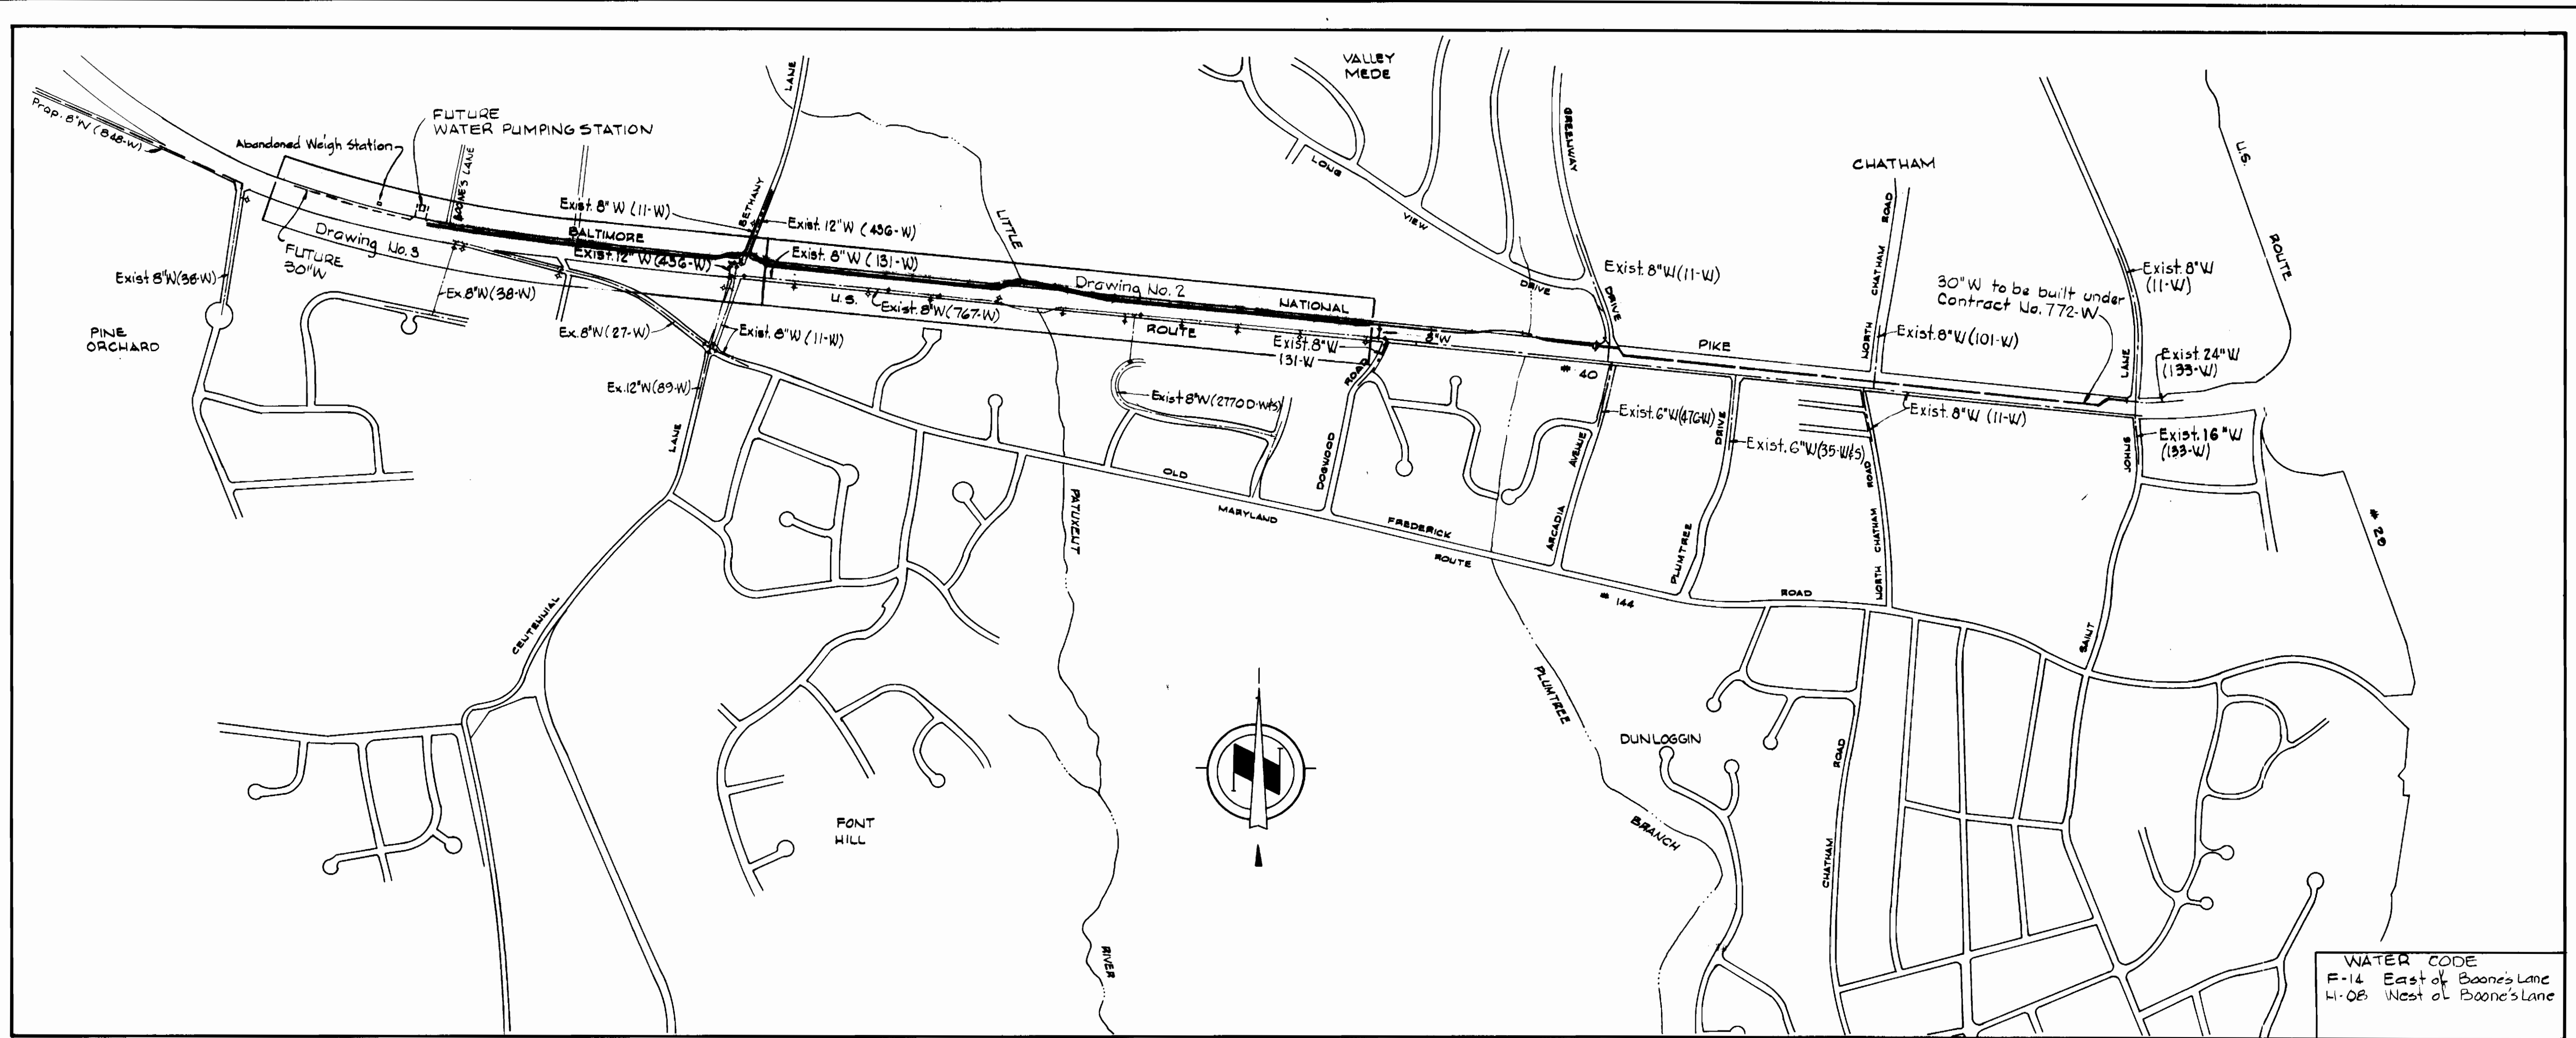 VALLEY
MEDE
Prop. 8"W (848-W)
FUTURE
WATER PUMPING STATION
Abandoned Weigh Station
BOONE'S LANE
LANE
BETHANY
Exist. 8" W (11-W)
Exist. 12" W (436-W)
BALTIMORE
Exist. 12" W (436-W)
Exist. 8" W (131-W)
Drawing No. 3
FUTURE
30" W
Exist 8"W(38-W)
Ex. 8"W(38-W)
Ex. 8"W(27-W)
Exist. 8"W (11-W)
Ex. 12"W(89-W)
PINE
ORCHARD
LANE
CENTENNIAL
LITTLE
PATUXENT
RIVER
U.S.
Exist. 8"W(767-W)
ROUTE
Drawing No. 2
NATIONAL
Exist. 8"W
131-W
8"W
# 40
PIKE
LONG
VIEW
DRIVE
GREENWAY
DRIVE
Exist. 8"W(11-W)
CHATHAM
NORTH CHATHAM ROAD
Exist. 8"W(101-W)
30"W to be built under
Contract No. 772-W
Exist. 8"W
(11-W)
U.S.
ROUTE
# 29
LANE
Exist. 24"W
(133-W)
Exist. 16"W
(133-W)
JOHNS
SAINT
Exist. 8"W (11-W)
Exist 8"W(2770 D-W&S)
ROAD
DOGWOOD
Exist. 6"W(476-W)
AVENUE
ARCADIA
DRIVE
Exist. 6"W(35-W&S)
PLUMTREE
ROAD
NORTH CHATHAM
OLD
MARYLAND
FREDERICK
ROUTE
# 144
ROAD
PLUMTREE
BRANCH
DUNLOGGIN
ROAD
CHATHAM
FONT
HILL
N
WATER CODE
F-14 East of Boone's Lane
H-08 West of Boone's Lane